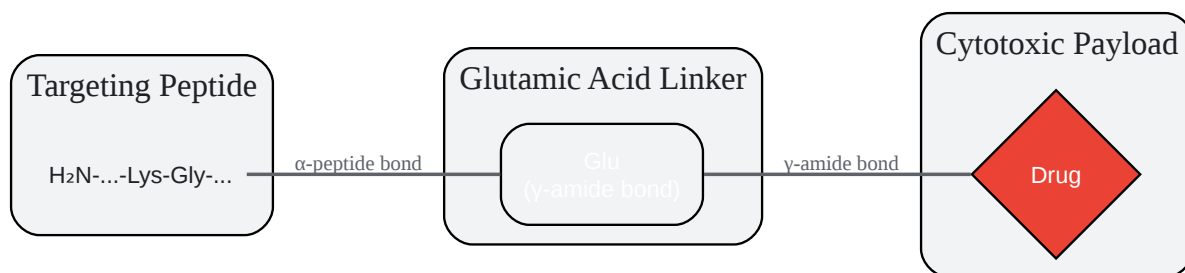 Targeting Peptide
H₂N-...-Lys-Gly-...
α-peptide bond
Glutamic Acid Linker
Glu
(γ-amide bond)
γ-amide bond
Cytotoxic Payload
Drug